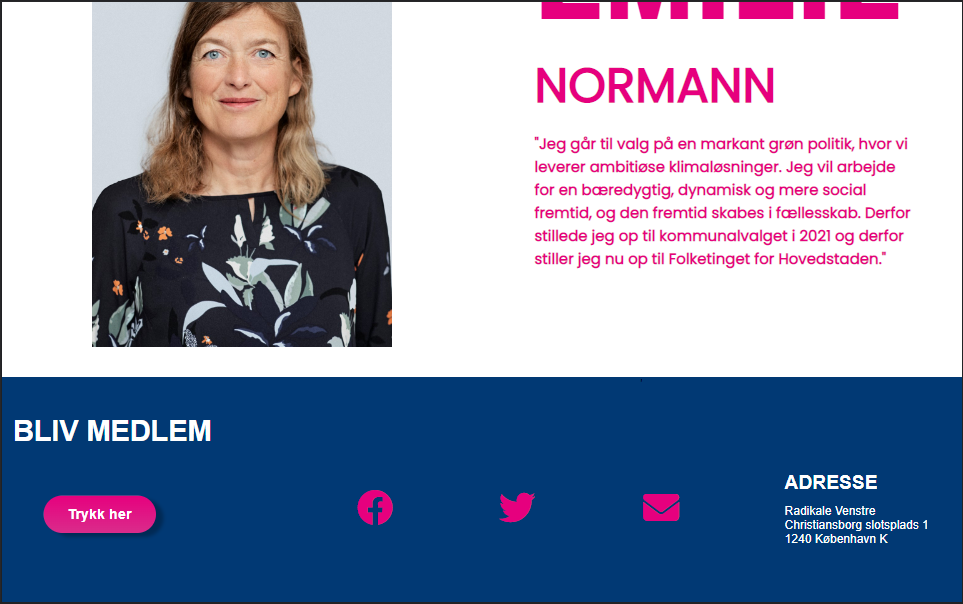 EMILIE
NORMANN
"Jeg går til valg på en markant grøn politik, hvor vi
leverer ambitiøse klimaløsninger. Jeg vil arbejde
for en bæredygtig, dynamisk og mere social
fremtid, og den fremtid skabes i fællesskab. Derfor
stillede jeg op til kommunalvalget i 2021 og derfor
stiller jeg nu op til Folketinget for Hovedstaden."
BLIV MEDLEM
Trykk her
ADRESSE
Radikale Venstre
Christiansborg slotsplads 1
1240 København K